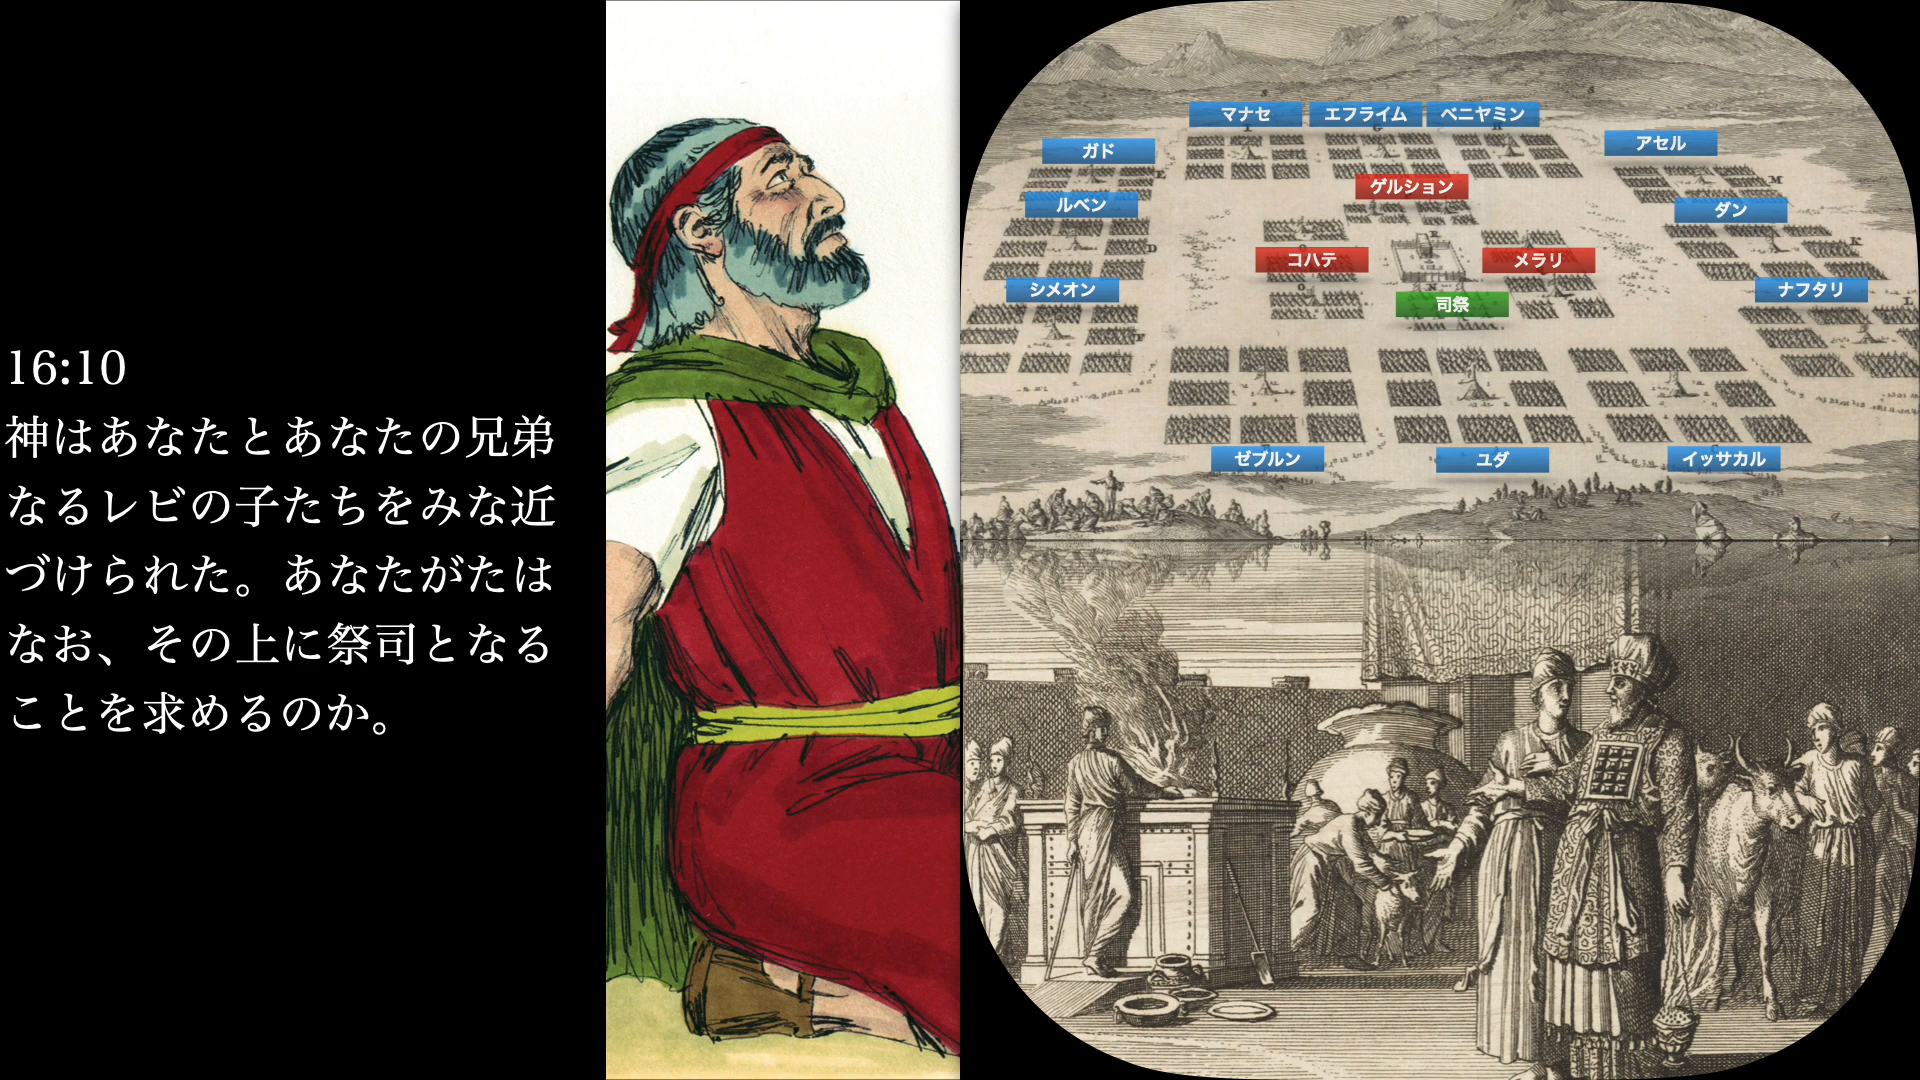 16:10
神はあなたとあなたの兄弟
なるレビの子たちをみな近
づけられた。あなたがたは
なお、その上に祭司となる
ことを求めるのか。
マナセ
エフライム
ベニヤミン
ガド
アセル
ゲルション
ルベン
ダン
コハテ
メラリ
シメオン
ナフタリ
司祭
ゼブルン
ユダ
イッサカル